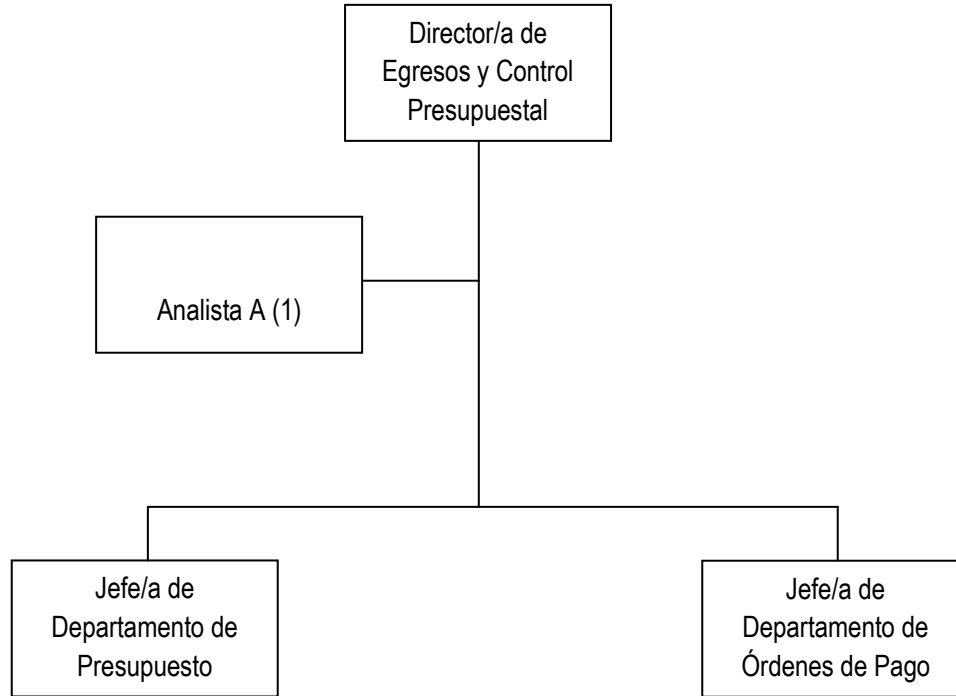 Director/a de
Egresos y Control
Presupuestal
Analista A (1)
Jefe/a de
Departamento de
Presupuesto
Jefe/a de
Departamento de
Órdenes de Pago